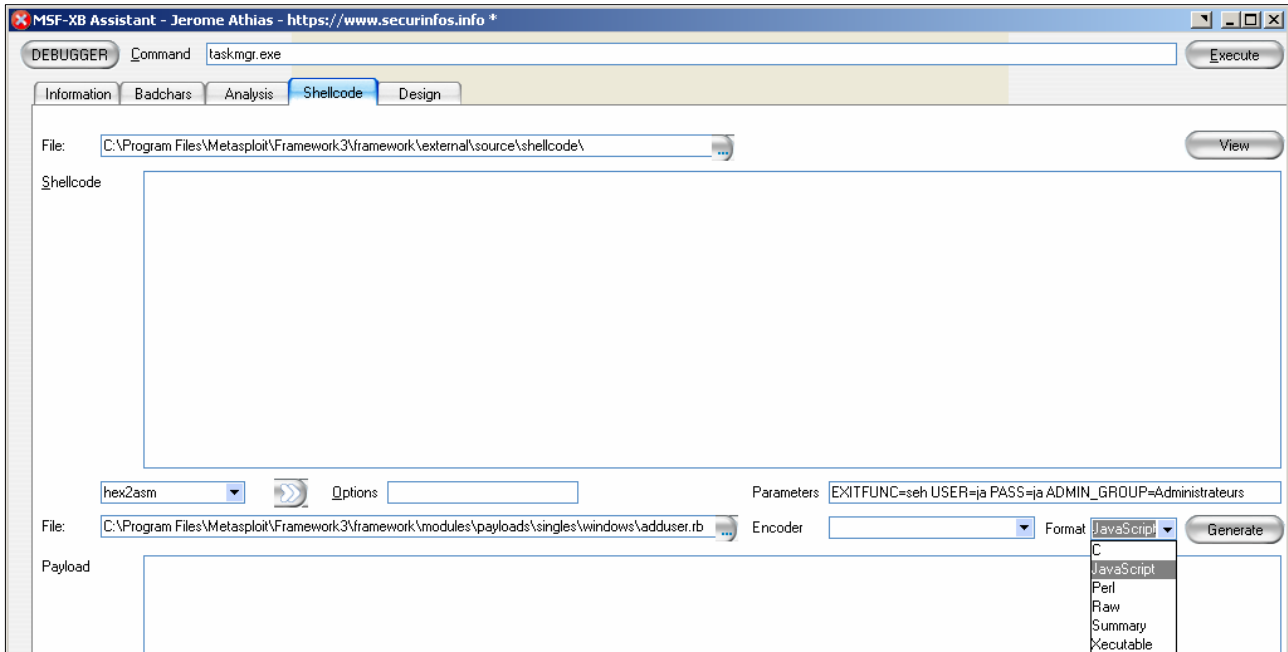 MSF-XB Assistant - Jerome Athias - https://www.securinfos.info *
DEBUGGER Command taskmgr.exe Execute
Information Badchars Analysis Shellcode Design
File: C:\Program Files\Metasploit\Framework3\framework\external\source\shellcode\ ... View
Shellcode
hex2asm Options Parameters EXITFUNC=seh USER=ja PASS=ja ADMIN_GROUP=Administrateurs
File: C:\Program Files\Metasploit\Framework3\framework\modules\payloads\singles\windows\adduser.rb ... Encoder Format JavaScript Generate
Payload
C
JavaScript
Perl
Raw
Summary
Xecutable